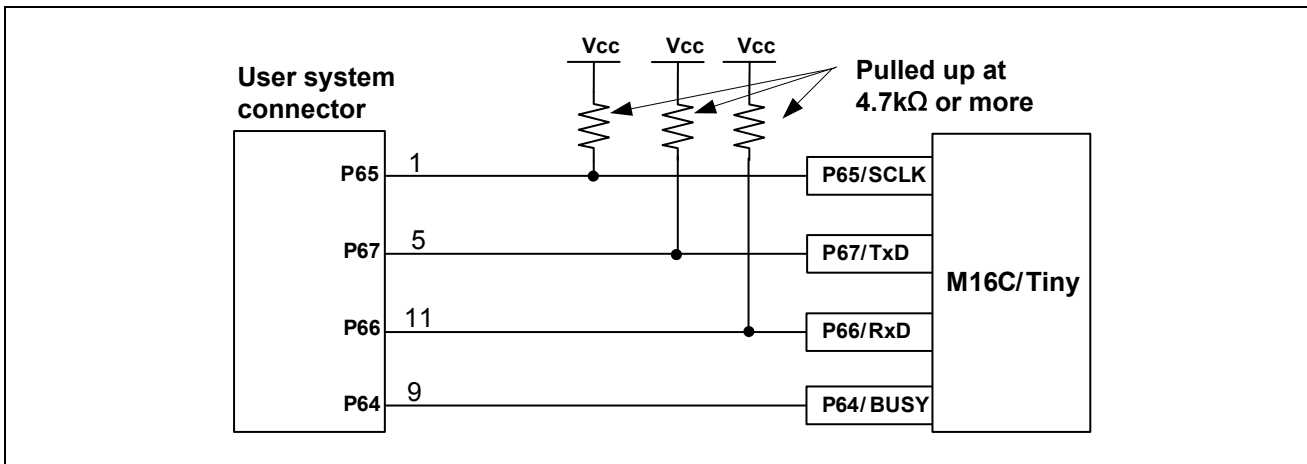 Vcc Vcc Vcc
User system
connector
Pulled up at
4.7kΩ or more
P65 1 P65/SCLK
P67 5 P67/TxD
M16C/Tiny
P66 11 P66/RxD
P64 9 P64/BUSY